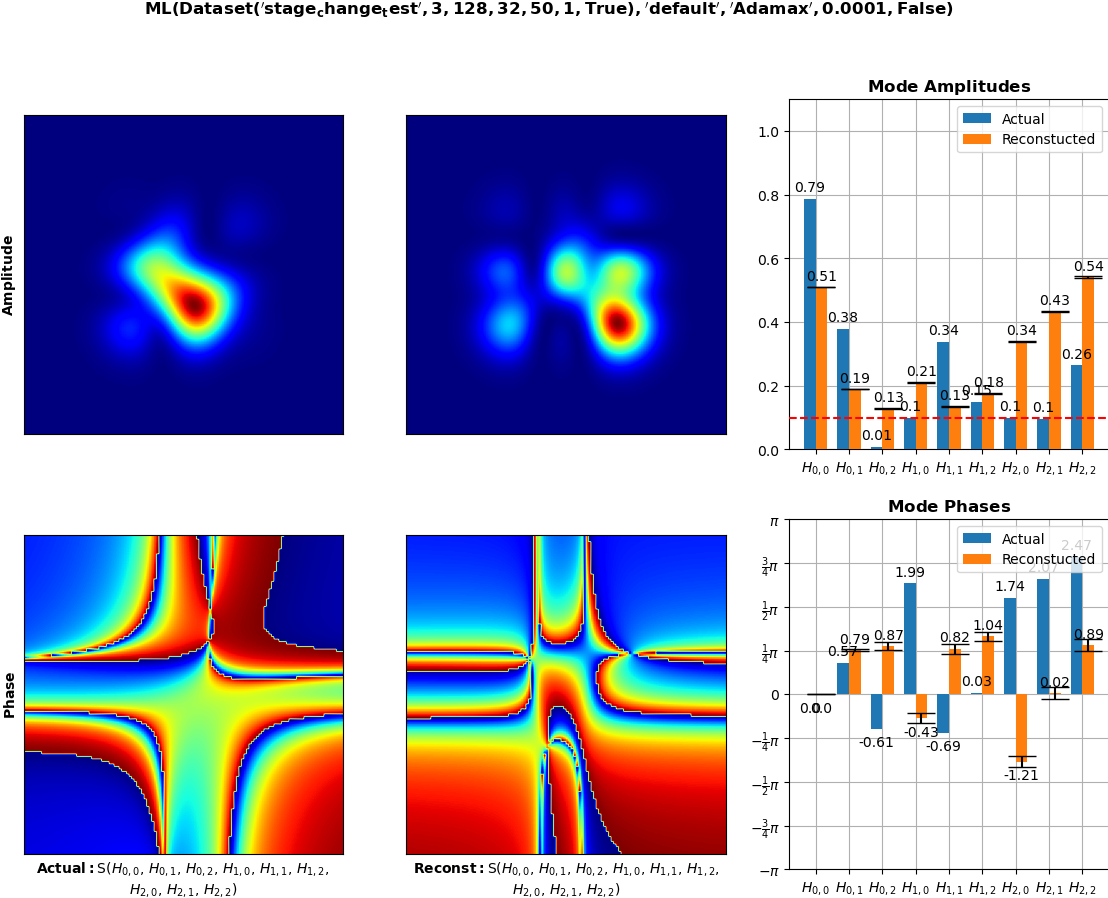 ML(Dataset('stage_change_test', 3, 128, 32, 50, 1, True), 'default', 'Adamax', 0.0001, False)
Amplitude
Mode Amplitudes
Actual
Reconstucted
1.0
0.8
0.6
0.4
0.2
0.0
0.79
0.51
0.38
0.19
0.01
0.13
0.1
0.21
0.34
0.13
0.15
0.18
0.1
0.34
0.1
0.43
0.26
0.54
H0,0 H0,1 H0,2 H1,0 H1,1 H1,2 H2,0 H2,1 H2,2
Phase
Actual: S(H0,0, H0,1, H0,2, H1,0, H1,1, H1,2,
H2,0, H2,1, H2,2)
Reconst: S(H0,0, H0,1, H0,2, H1,0, H1,1, H1,2,
H2,0, H2,1, H2,2)
Mode Phases
Actual
Reconstucted
π
3/4π
1/2π
1/4π
0
−1/4π
−1/2π
−3/4π
−π
0.0
0.0
0.57
0.79
-0.61
0.87
1.99
-0.43
-0.69
0.82
0.03
1.04
1.74
-1.21
2.07
0.02
2.47
0.89
H0,0 H0,1 H0,2 H1,0 H1,1 H1,2 H2,0 H2,1 H2,2